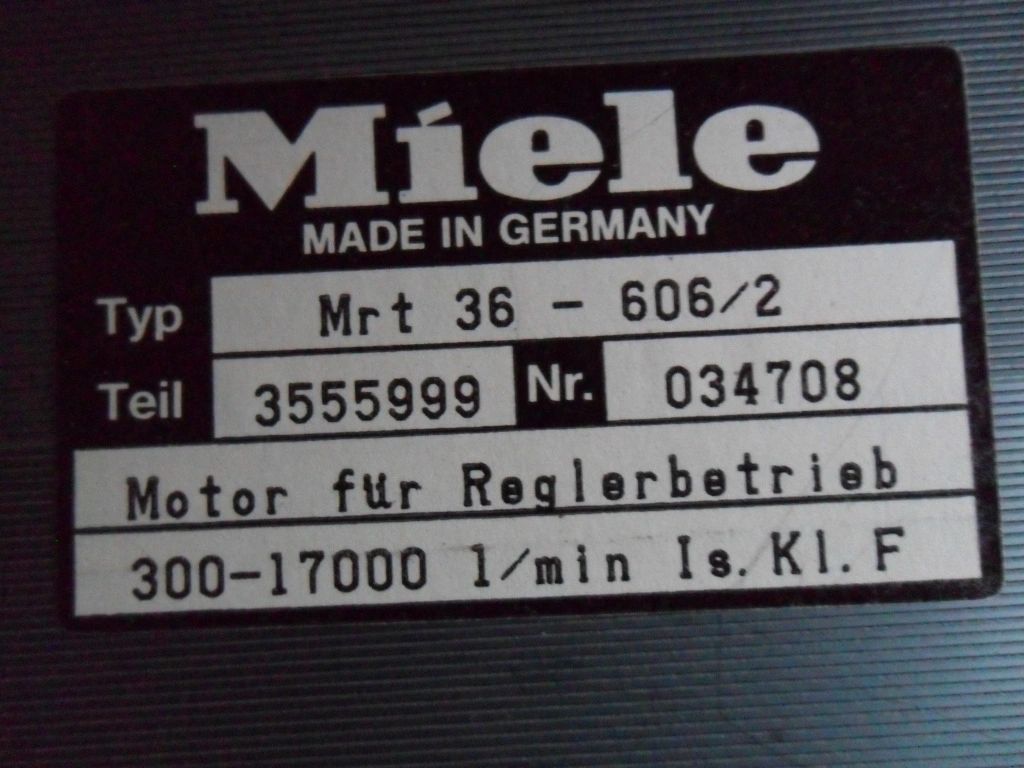 Miele
MADE IN GERMANY
Typ Mrt 36 - 606/2
Teil 3555999 Nr. 034708
Motor für Reglerbetrieb
300-17000 1/min Is. Kl. F